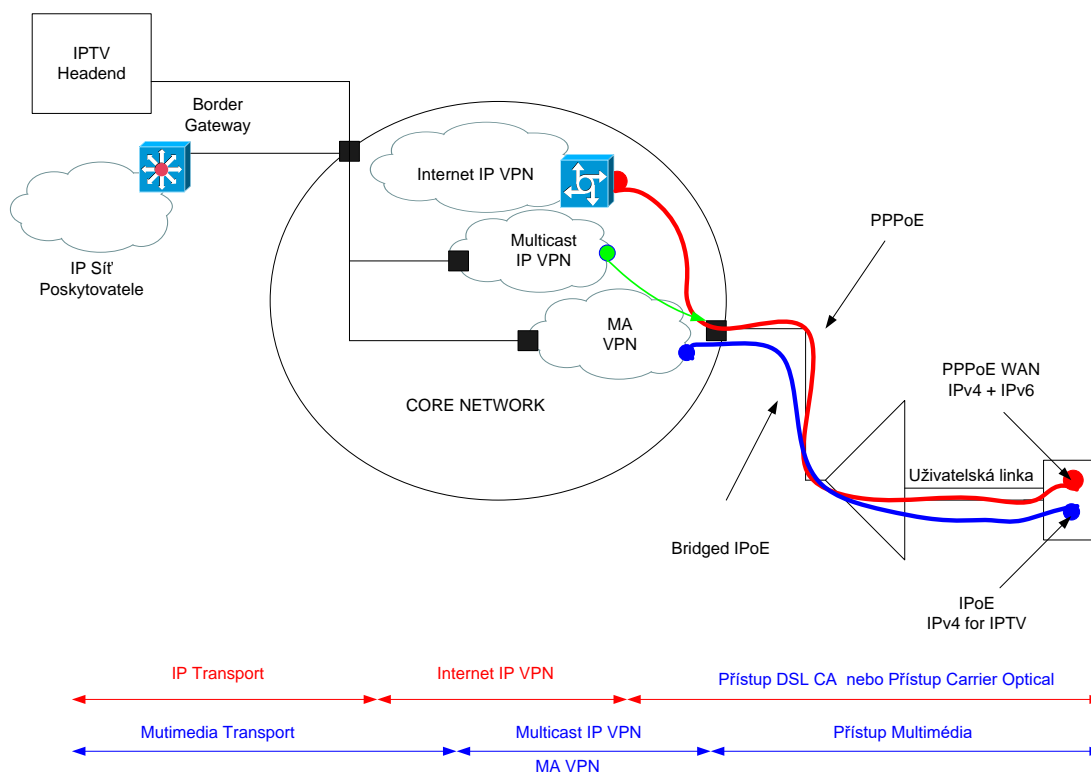 IPTV
Headend
Border
Gateway
IP Síť
Poskytovatele
Internet IP VPN
Multicast
IP VPN
MA
VPN
CORE NETWORK
PPPoE
PPPoE WAN
IPv4 + IPv6
Uživatelská linka
Bridged IPoE
IPoE
IPv4 for IPTV
IP Transport
Internet IP VPN
Přístup DSL CA nebo Přístup Carrier Optical
Mutimedia Transport
Multicast IP VPN
Přístup Multimédia
MA VPN